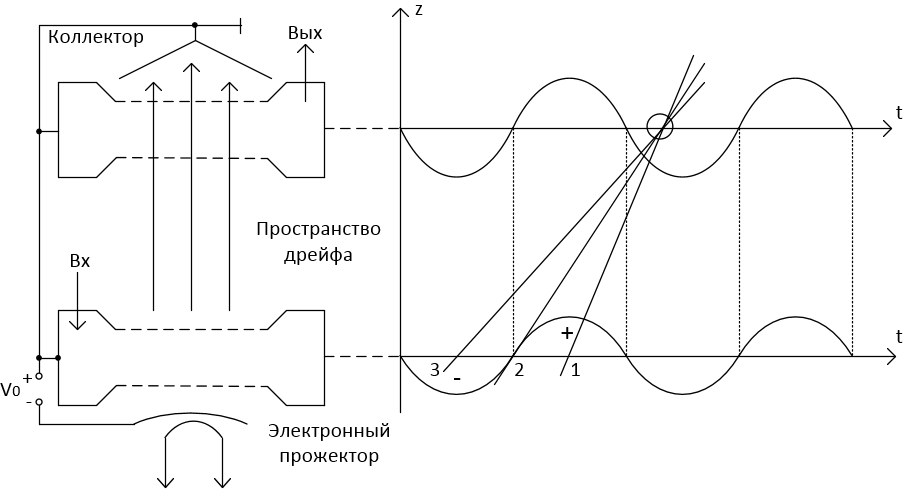 z
Коллектор
Вых
t
Пространство
дрейфа
Вх
+
t
3
-
2
1
V0
+
-
Электронный
прожектор